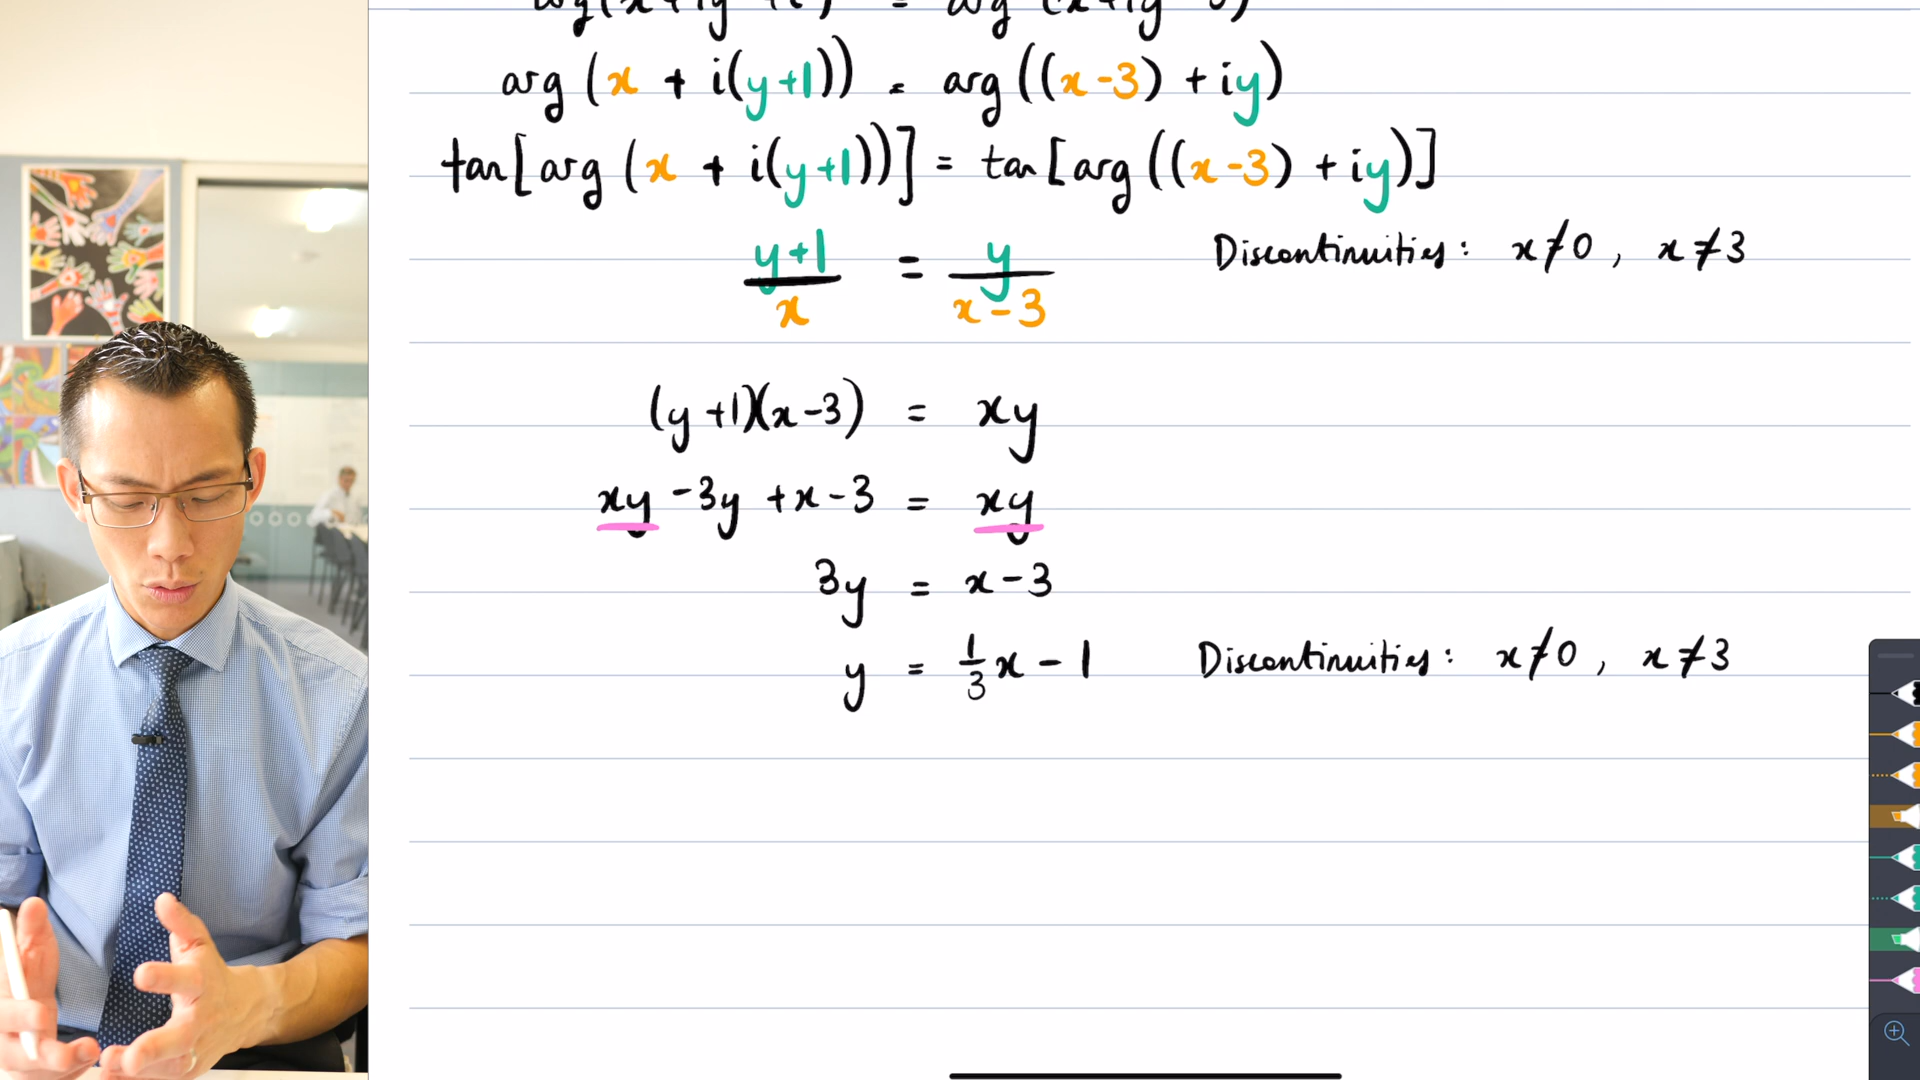 arg (x + i(y+1)) = arg ((x-3) + iy)
tan[arg (x + i(y+1))] = tan [arg ((x-3) + iy)]
y+1 / x = y / x-3 Discontinuities: x≠0, x≠3
(y+1)(x-3) = xy
xy -3y +x-3 = xy
3y = x-3
y = 1/3 x - 1 Discontinuities: x≠0, x≠3